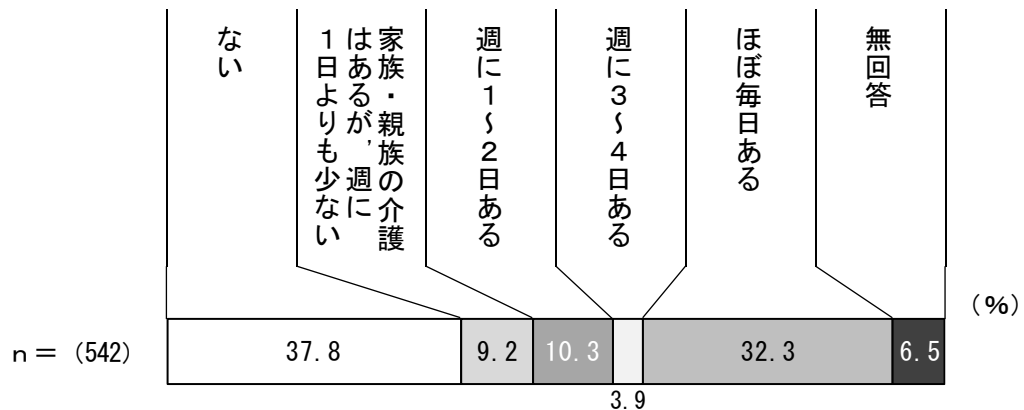 ない
家族・親族の介護
はあるが，週に
１日よりも少ない
週に１～２日ある
週に３～４日ある
ほぼ毎日ある
無回答
(％)
ｎ＝ (542)
37.8
9.2
10.3
3.9
32.3
6.5